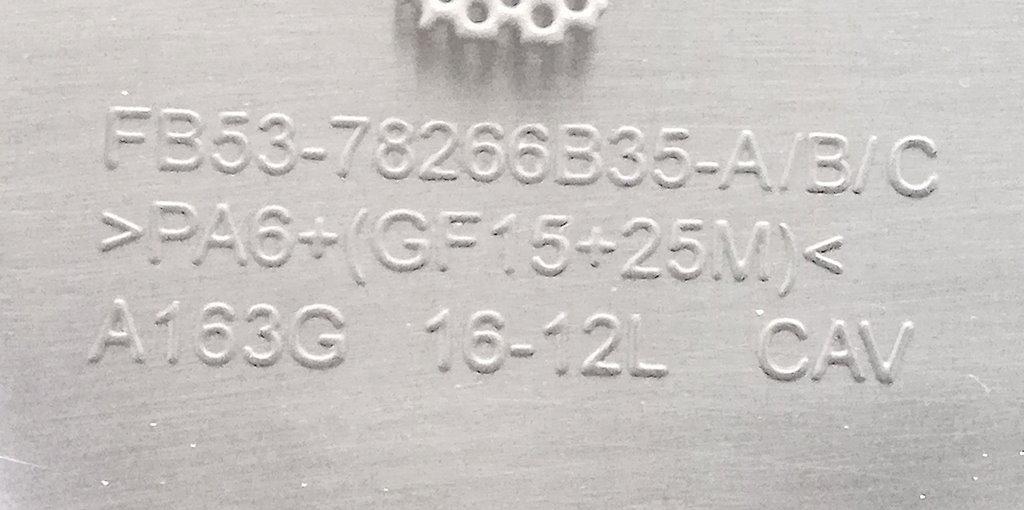 FB53-78266B35-A/B/C
>PA6+(GF15+25M)<
A163G 16-12L CAV